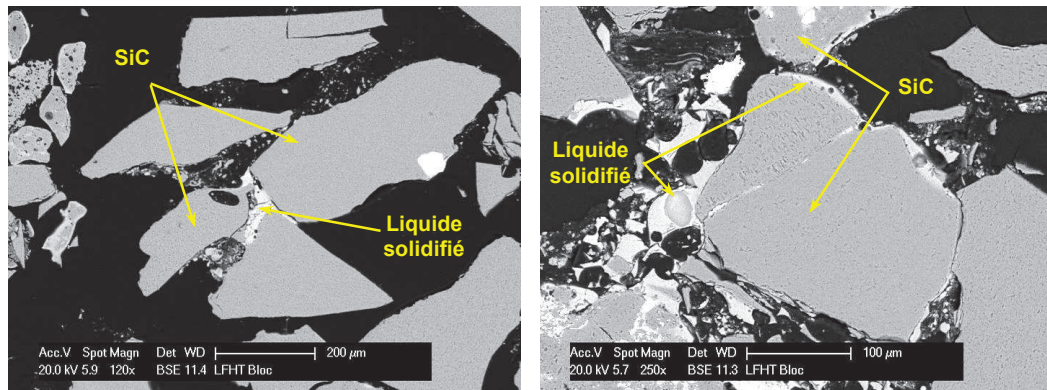 SiC
Liquide
solidifié
Acc.V Spot Magn Det WD 200 µm
20.0 kV 5.9 120x BSE 11.4 LFHT Bloc
SiC
Liquide
solidifié
Acc.V Spot Magn Det WD 100 µm
20.0 kV 5.7 250x BSE 11.3 LFHT Bloc